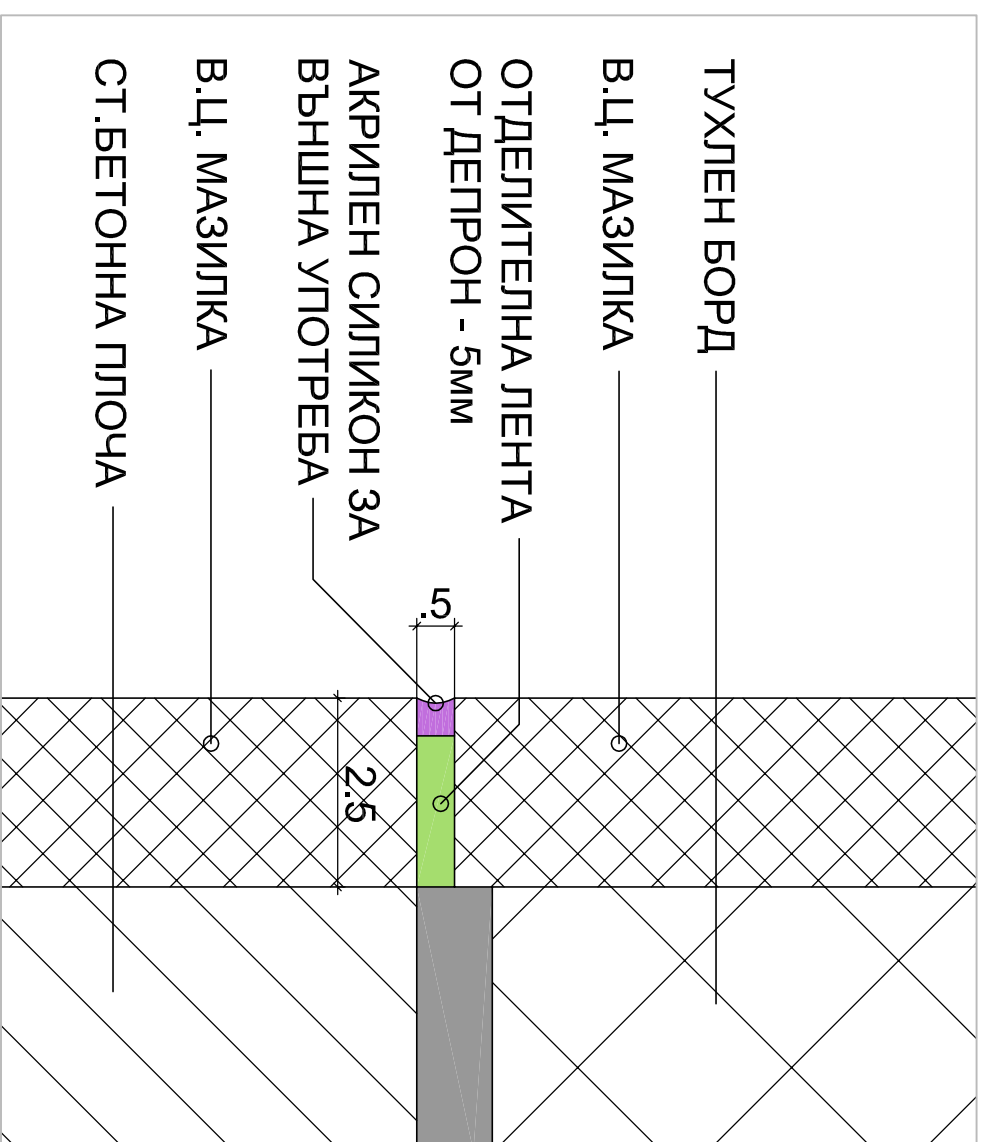 ТУХЛЕН БОРД
В.Ц. МАЗИЛКА
ОТДЕЛИТЕЛНА ЛЕНТА
ОТ ДЕПРОН - 5мм
АКРИЛЕН СИЛИКОН ЗА
ВЪНШНА УПОТРЕБА
В.Ц. МАЗИЛКА
СТ.БЕТОННА ПЛОЧА
.5
2.5